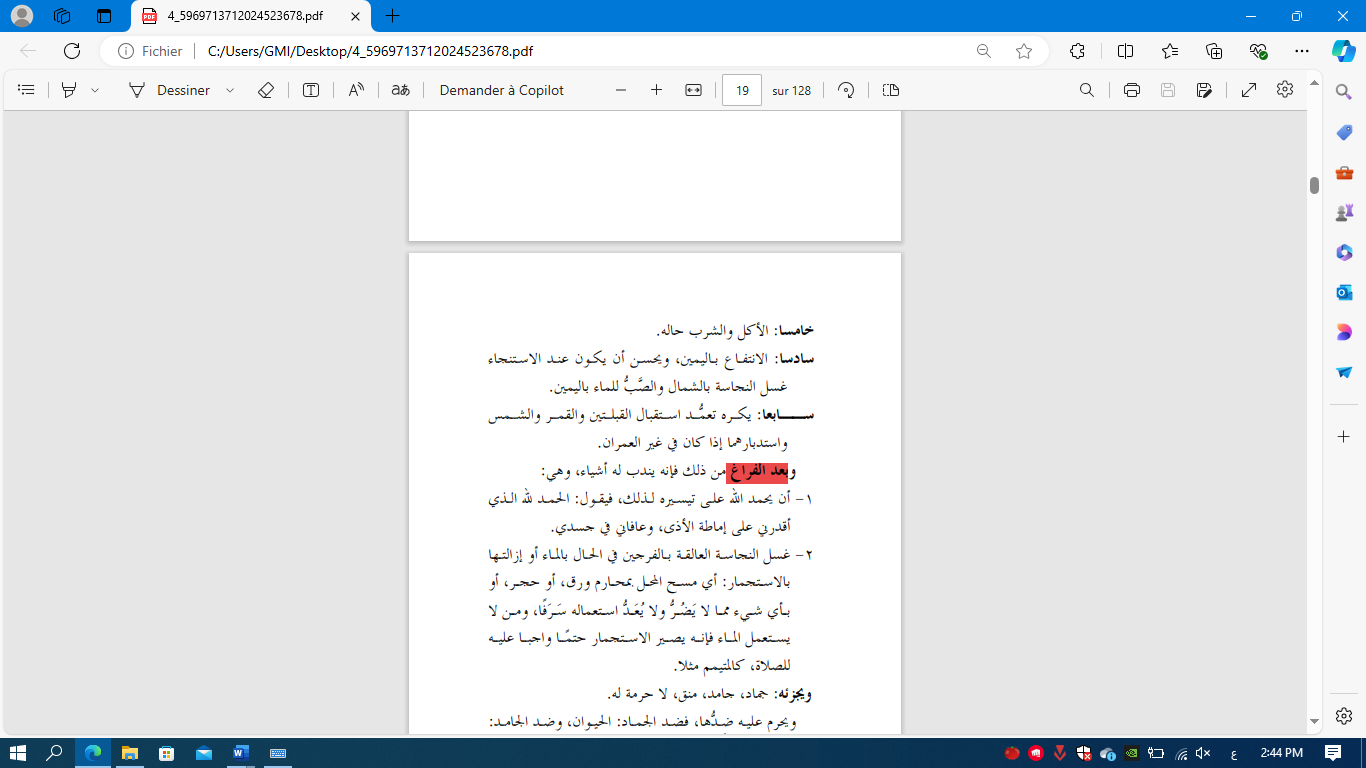 4_5969713712024523678.pdf
Fichier
C:/Users/GMI/Desktop/4_5969713712024523678.pdf
Dessiner
Demander à Copilot
19
sur 128
خامسا: الأكل والشرب حاله.
سادسا: الانتفاع باليمين، ويحسن أن يكون عند الاستنجاء
غسل النجاسة بالشمال والصَّبُّ للماء باليمين.
سابعا: يكره تعمُّد استقبال القبلتين والقمر والشمس
واستدبارهما إذا كان في غير العمران.
وبعد الفراغ من ذلك فإنه يندب له أشياء، وهي:
١- أن يحمد الله على تيسيره لذلك، فيقول: الحمد لله الذي
أقدرني على إماطة الأذى، وعافاني في جسدي.
٢- غسل النجاسة العالقة بالفرجين في الحال بالماء أو إزالتها
بالاستجمار: أي مسح المحل بمحارم ورق، أو حجر، أو
بأي شيء مما لا يَضُرُّ ولا يُعَدُّ استعماله سَرَفًا، ومن لا
يستعمل الماء فإنه يصير الاستجمار حتمًا واجبا عليه
للصلاة، كالمتيمم مثلا.
ويجزئه: جماد، جامد، منق، لا حرمة له.
ويحرم عليه ضدُّها، فضد الجماد: الحيوان، وضد الجامد:
ع
2:44 PM